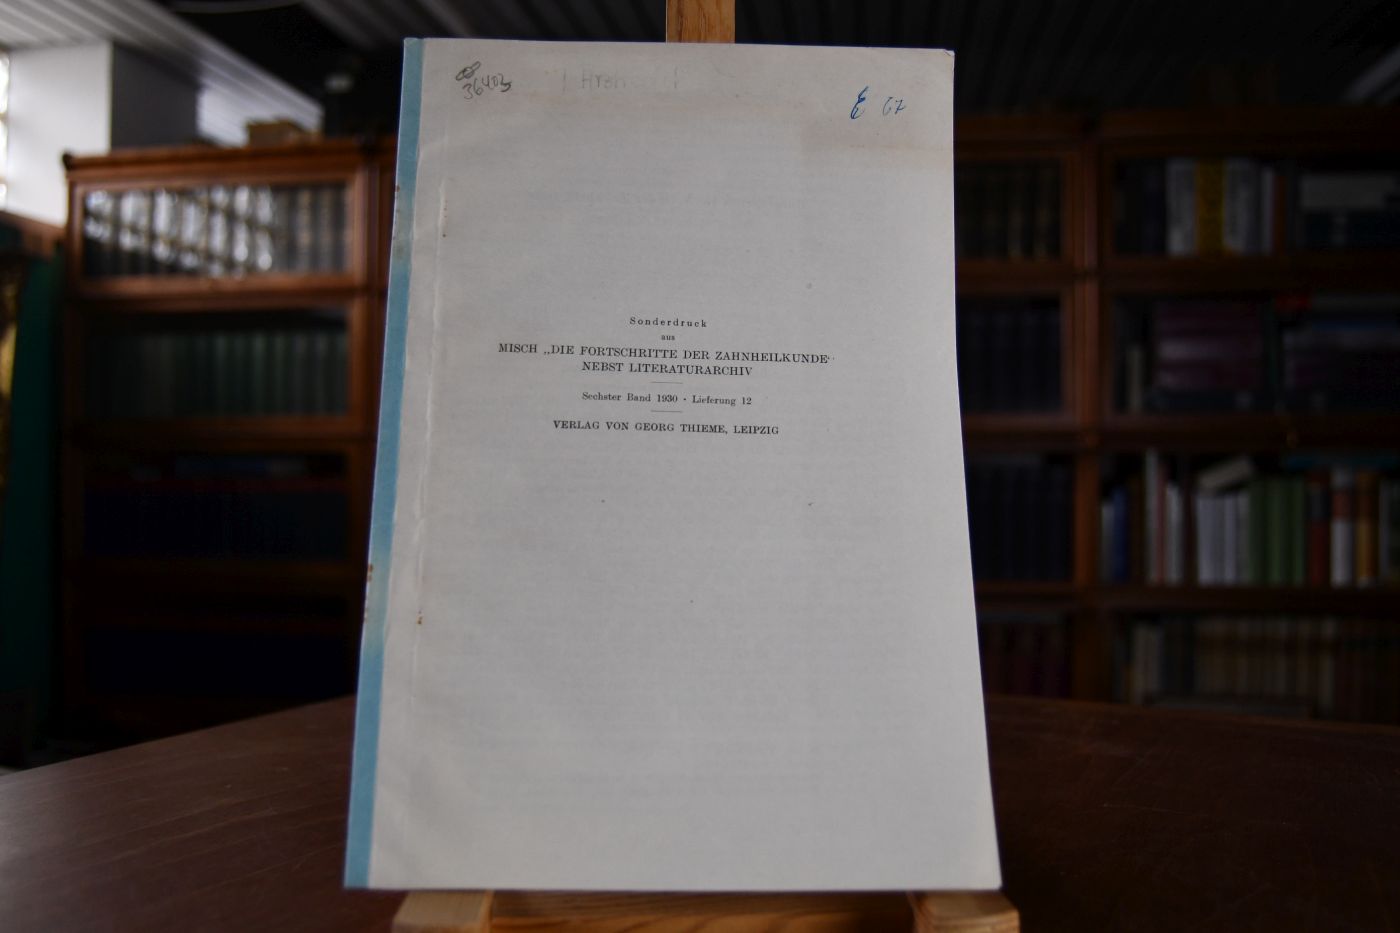 36403
E 67
Sonderdruck
aus
MISCH „DIE FORTSCHRITTE DER ZAHNHEILKUNDE“
NEBST LITERATURARCHIV
Sechster Band 1930 · Lieferung 12
VERLAG VON GEORG THIEME, LEIPZIG